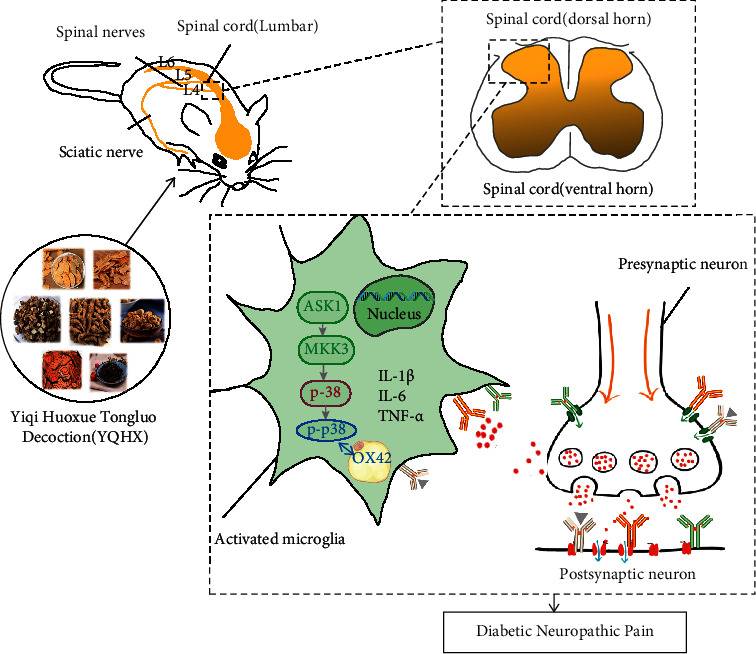 Spinal nerves
Spinal cord(Lumbar)
L6
L5
L4
Sciatic nerve
Spinal cord(dorsal horn)
Spinal cord(ventral horn)
Yiqi Huoxue Tongluo
Decoction(YQHX)
ASK1
MKK3
p-38
p-p38
OX42
Nucleus
IL-1β
IL-6
TNF-α
Activated microglia
Presynaptic neuron
Postsynaptic neuron
Diabetic Neuropathic Pain